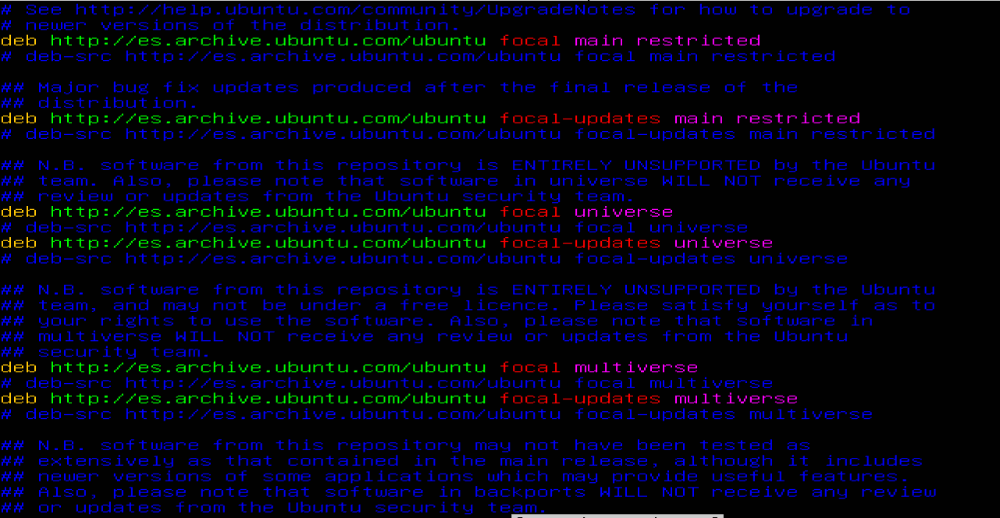 # See http://help.ubuntu.com/community/UpgradeNotes for how to upgrade to
# newer versions of the distribution.
deb http://es.archive.ubuntu.com/ubuntu focal main restricted
# deb-src http://es.archive.ubuntu.com/ubuntu focal main restricted
## Major bug fix updates produced after the final release of the
## distribution.
deb http://es.archive.ubuntu.com/ubuntu focal-updates main restricted
# deb-src http://es.archive.ubuntu.com/ubuntu focal-updates main restricted
## N.B. software from this repository is ENTIRELY UNSUPPORTED by the Ubuntu
## team. Also, please note that software in universe WILL NOT receive any
## review or updates from the Ubuntu security team.
deb http://es.archive.ubuntu.com/ubuntu focal universe
# deb-src http://es.archive.ubuntu.com/ubuntu focal universe
deb http://es.archive.ubuntu.com/ubuntu focal-updates universe
# deb-src http://es.archive.ubuntu.com/ubuntu focal-updates universe
## N.B. software from this repository is ENTIRELY UNSUPPORTED by the Ubuntu
## team, and may not be under a free licence. Please satisfy yourself as to
## your rights to use the software. Also, please note that software in
## multiverse WILL NOT receive any review or updates from the Ubuntu
## security team.
deb http://es.archive.ubuntu.com/ubuntu focal multiverse
# deb-src http://es.archive.ubuntu.com/ubuntu focal multiverse
deb http://es.archive.ubuntu.com/ubuntu focal-updates multiverse
# deb-src http://es.archive.ubuntu.com/ubuntu focal-updates multiverse
## N.B. software from this repository may not have been tested as
## extensively as that contained in the main release, although it includes
## newer versions of some applications which may provide useful features.
## Also, please note that software in backports WILL NOT receive any review
## or updates from the Ubuntu security team.